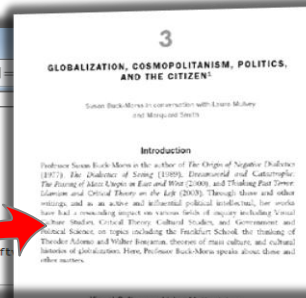 3
GLOBALIZATION, COSMOPOLITANISM, POLITICS,
AND THE CITIZEN¹
Susan Buck-Morss in conversation with Laura Mulvey
and Marquard Smith
Introduction
Professor Susan Buck-Morss is the author of The Origin of Negative Dialectics
(1977), The Dialectics of Seeing (1989), Dreamworld and Catastrophe:
The Passing of Mass Utopia in East and West (2000), and Thinking Past Terror:
Islamism and Critical Theory on the Left (2003). Through these and other
writings, and as an active and influential political intellectual, her works
have had a resounding impact on various fields of enquiry including Visual
Culture Studies, Critical Theory, Cultural Studies, and Government and
Political Science, on topics including the Frankfurt School, the thinking of
Theodor Adorno and Walter Benjamin, theories of mass culture, and cultural
histories of globalization. Here, Professor Buck-Morss speaks about these and
other matters.